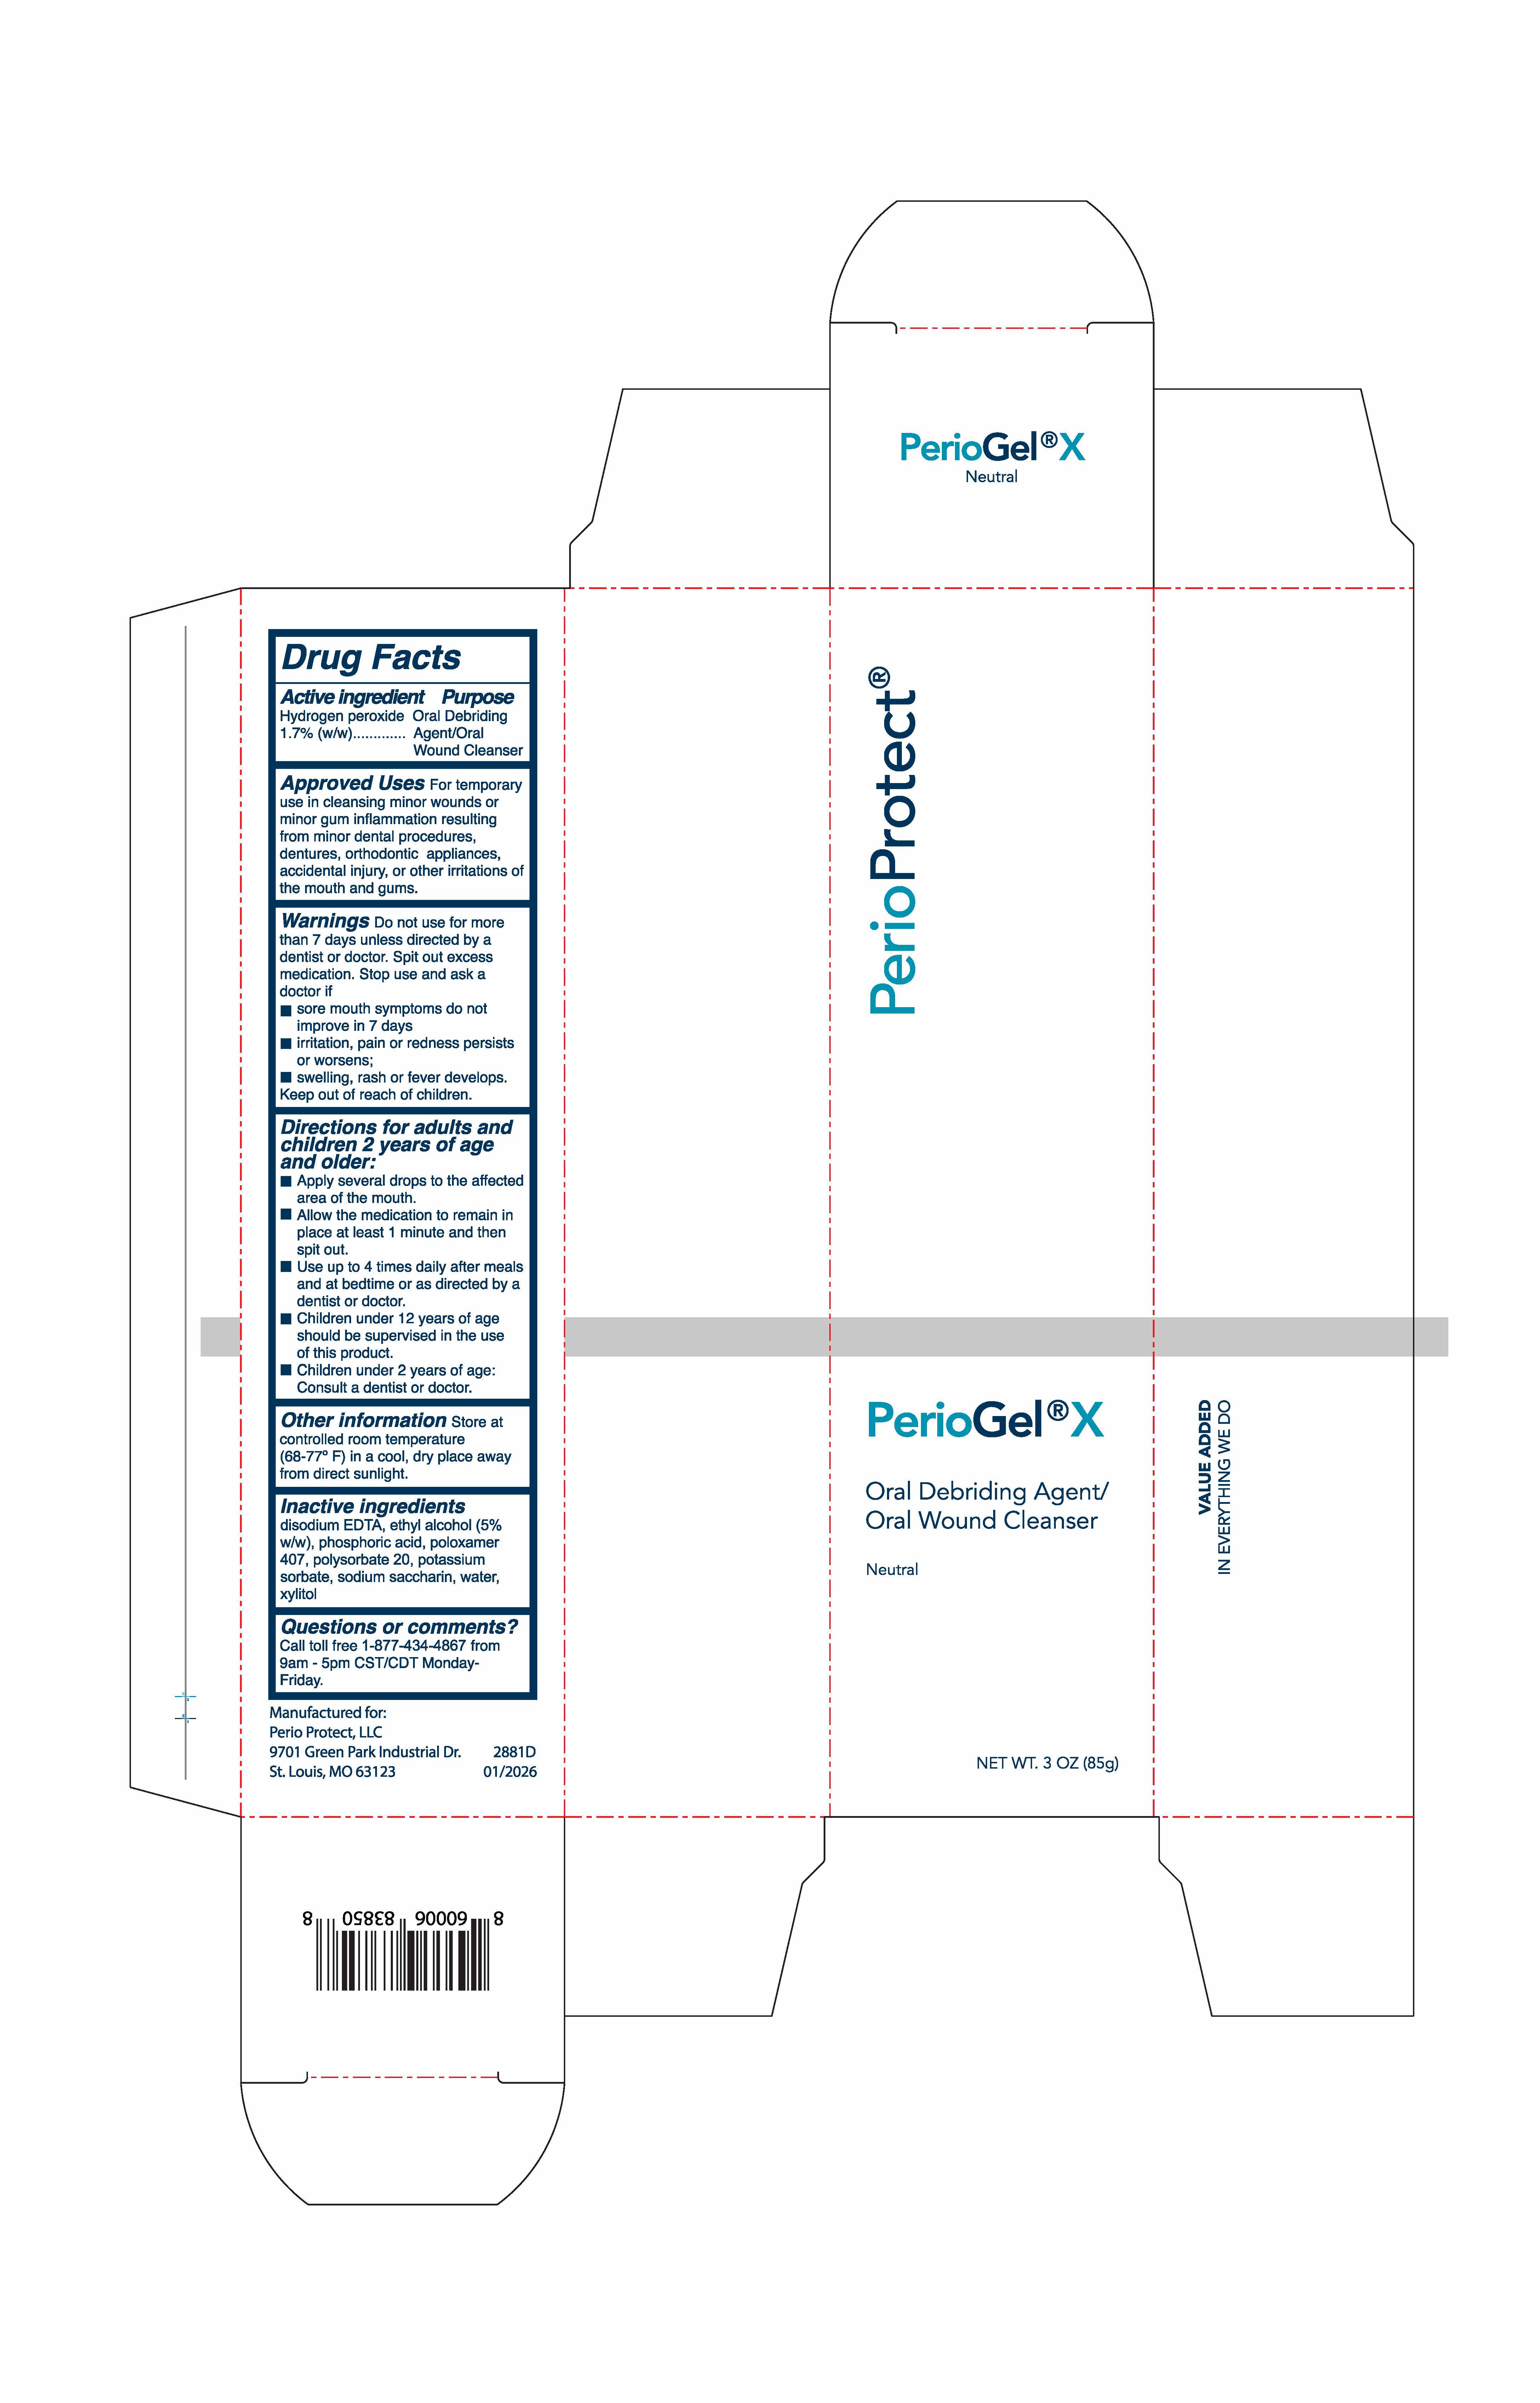 PerioGel®X
Neutral
Drug Facts
Active ingredient Purpose
Hydrogen peroxide Oral Debriding
1.7% (w/w)............. Agent/Oral
Wound Cleanser
Approved Uses For temporary
use in cleansing minor wounds or
minor gum inflammation resulting
from minor dental procedures,
dentures, orthodontic appliances,
accidental injury, or other irritations of
the mouth and gums.
Warnings Do not use for more
than 7 days unless directed by a
dentist or doctor. Spit out excess
medication. Stop use and ask a
doctor if
■ sore mouth symptoms do not
improve in 7 days
■ irritation, pain or redness persists
or worsens;
■ swelling, rash or fever develops.
Keep out of reach of children.
Directions for adults and
children 2 years of age
and older:
■ Apply several drops to the affected
area of the mouth.
■ Allow the medication to remain in
place at least 1 minute and then
spit out.
■ Use up to 4 times daily after meals
and at bedtime or as directed by a
dentist or doctor.
■ Children under 12 years of age
should be supervised in the use
of this product.
■ Children under 2 years of age:
Consult a dentist or doctor.
Other information Store at
controlled room temperature
(68-77º F) in a cool, dry place away
from direct sunlight.
Inactive ingredients
disodium EDTA, ethyl alcohol (5%
w/w), phosphoric acid, poloxamer
407, polysorbate 20, potassium
sorbate, sodium saccharin, water,
xylitol
Questions or comments?
Call toll free 1-877-434-4867 from
9am - 5pm CST/CDT Monday-
Friday.
Manufactured for:
Perio Protect, LLC
9701 Green Park Industrial Dr. 2881D
St. Louis, MO 63123 01/2026
8 60006 83850 8
PerioProtect®
PerioGel®X
Oral Debriding Agent/
Oral Wound Cleanser
Neutral
NET WT. 3 OZ (85g)
VALUE ADDED
IN EVERYTHING WE DO